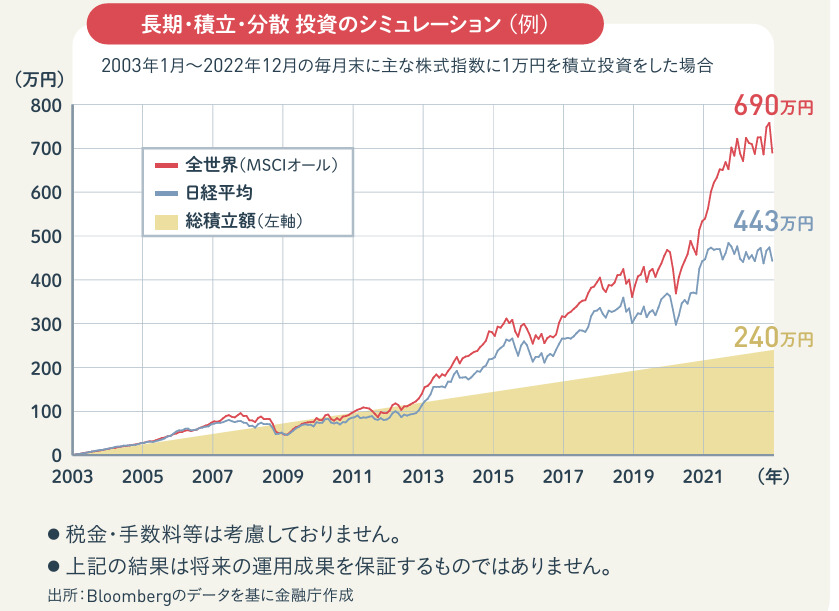 長期・積立・分散 投資のシミュレーション（例）
2003年1月～2022年12月の毎月末に主な株式指数に1万円を積立投資をした場合
（万円）
800
700
600
500
400
300
200
100
0
全世界（MSCIオール）
日経平均
総積立額（左軸）
690万円
443万円
240万円
2003 2005 2007 2009 2011 2013 2015 2017 2019 2021 （年）
● 税金・手数料等は考慮しておりません。
● 上記の結果は将来の運用成果を保証するものではありません。
出所：Bloombergのデータを基に金融庁作成